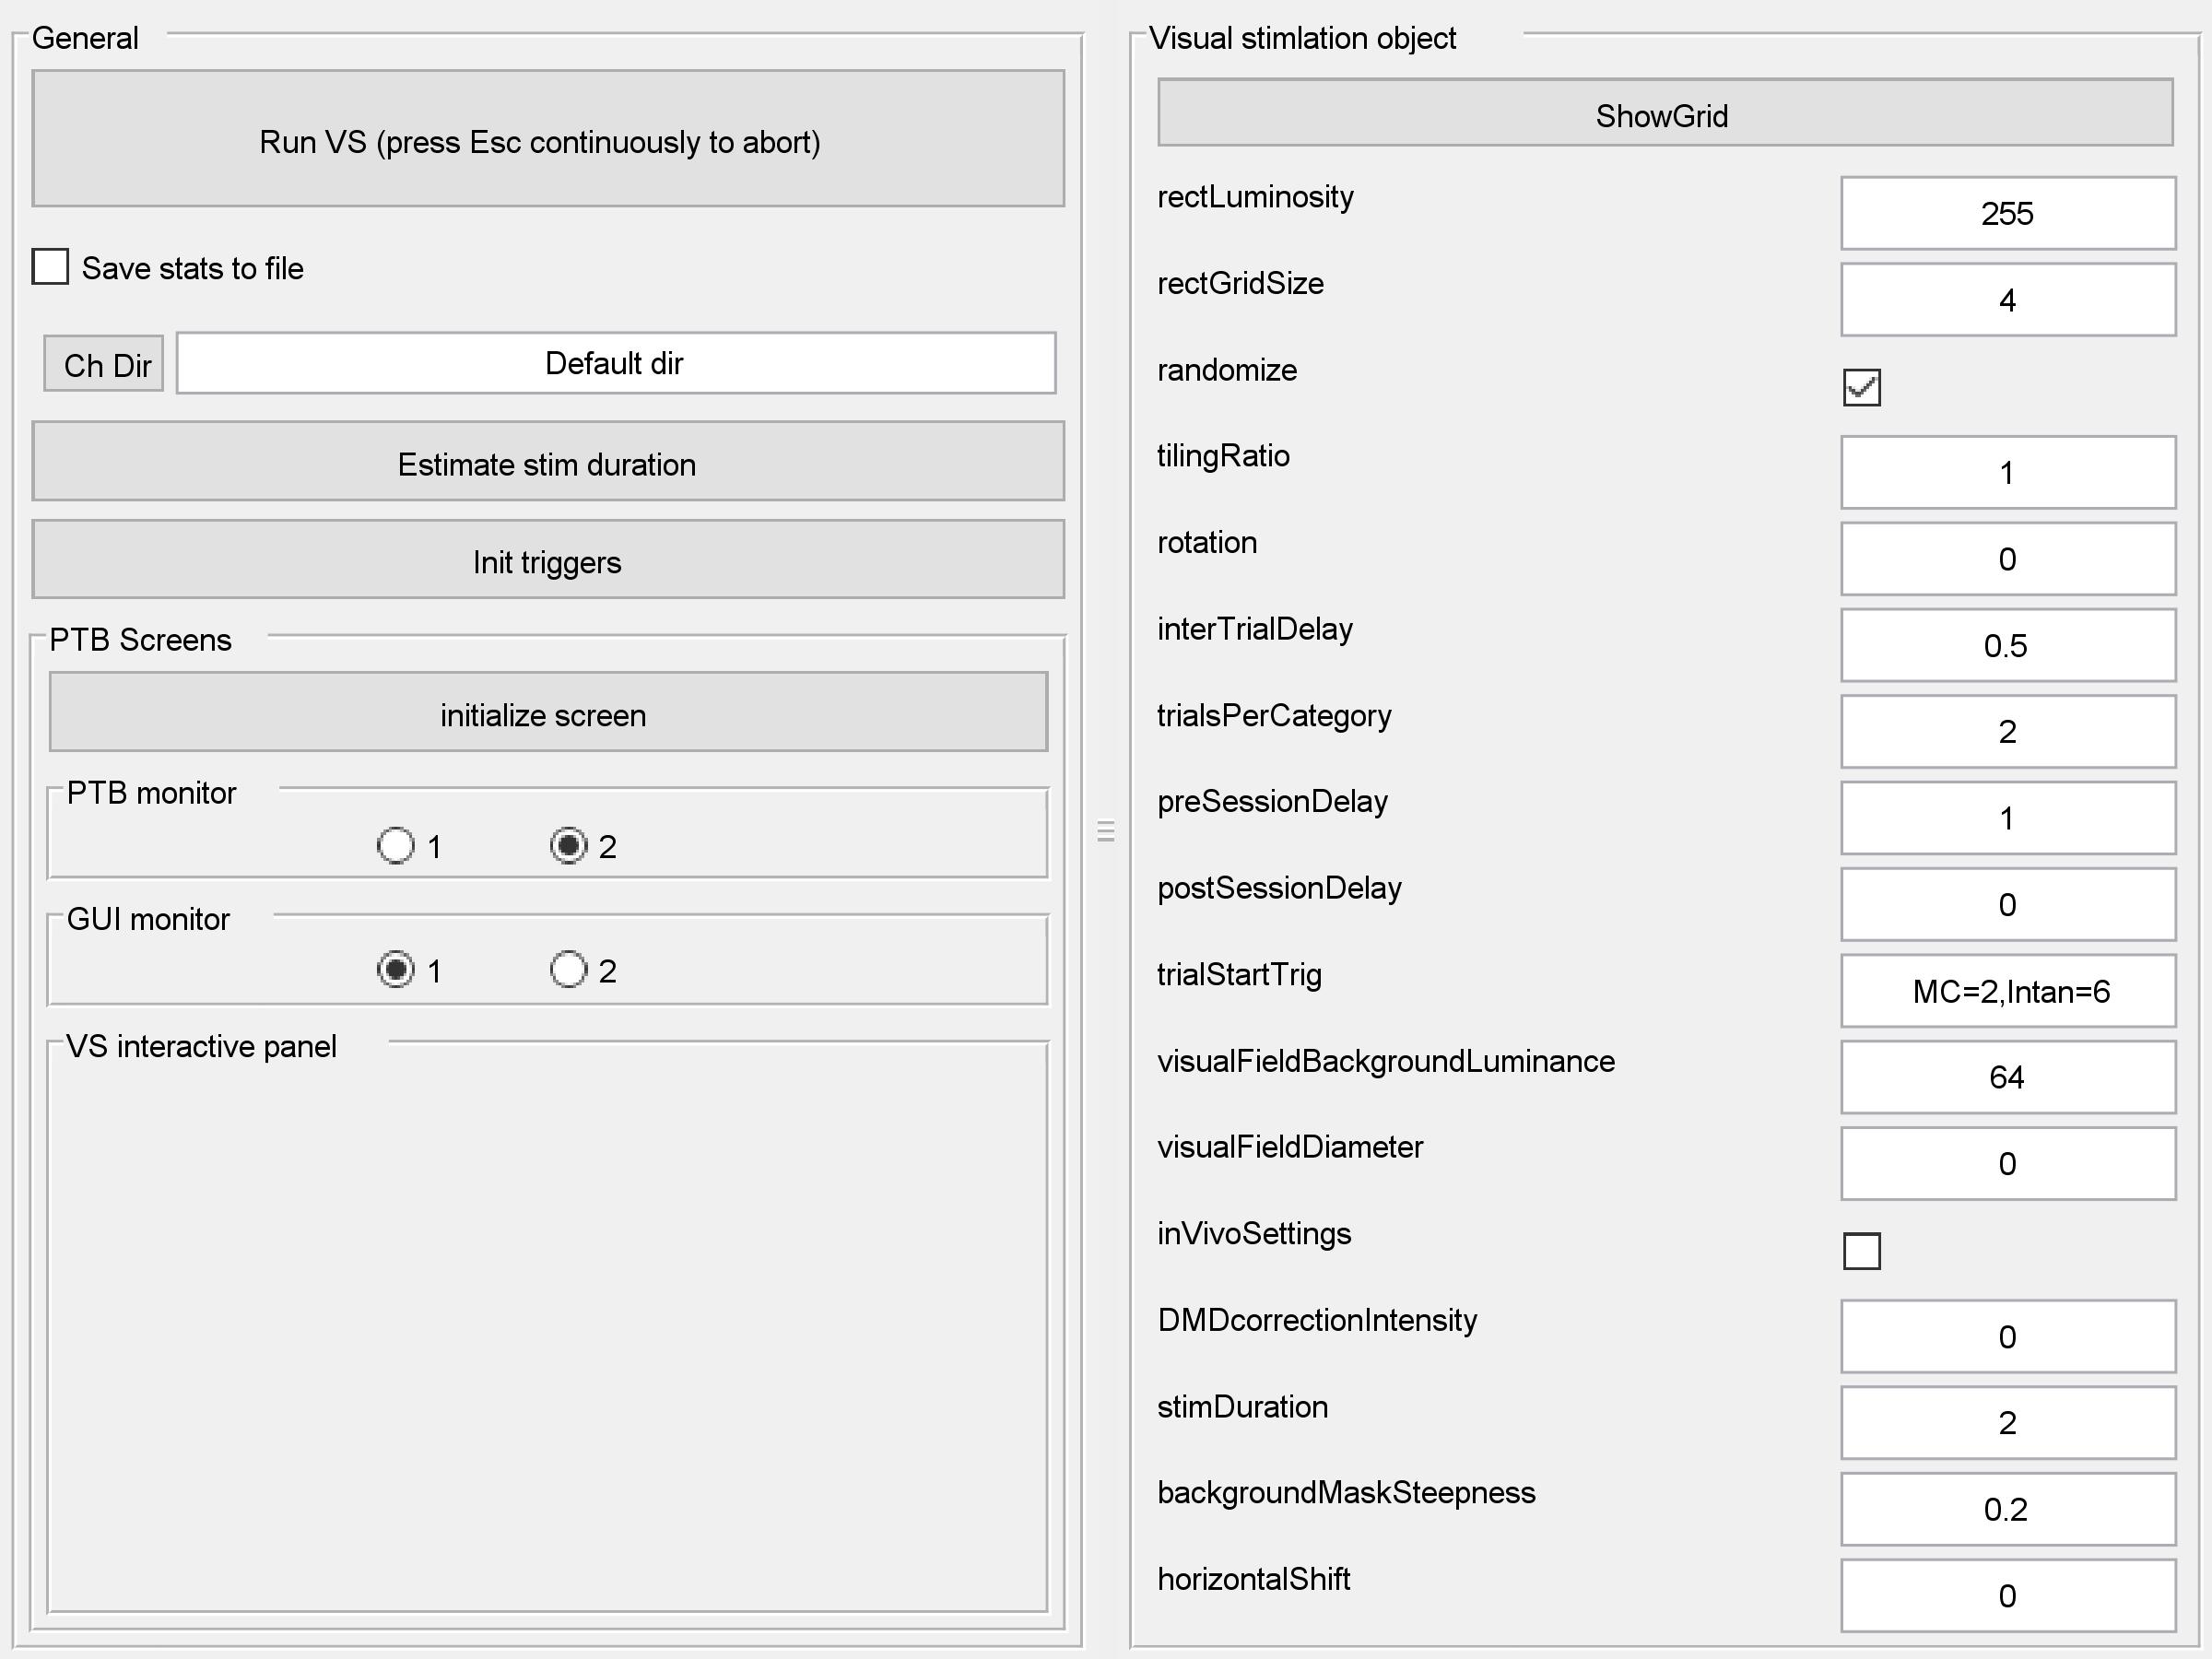 General
Run VS (press Esc continuously to abort)
Save stats to file
Ch Dir
Default dir
Estimate stim duration
Init triggers
PTB Screens
initialize screen
PTB monitor
1 2
GUI monitor
1 2
VS interactive panel
Visual stimlation object
ShowGrid
rectLuminosity 255
rectGridSize 4
randomize
tilingRatio 1
rotation 0
interTrialDelay 0.5
trialsPerCategory 2
preSessionDelay 1
postSessionDelay 0
trialStartTrig MC=2,Intan=6
visualFieldBackgroundLuminance 64
visualFieldDiameter 0
inVivoSettings
DMDcorrectionIntensity 0
stimDuration 2
backgroundMaskSteepness 0.2
horizontalShift 0